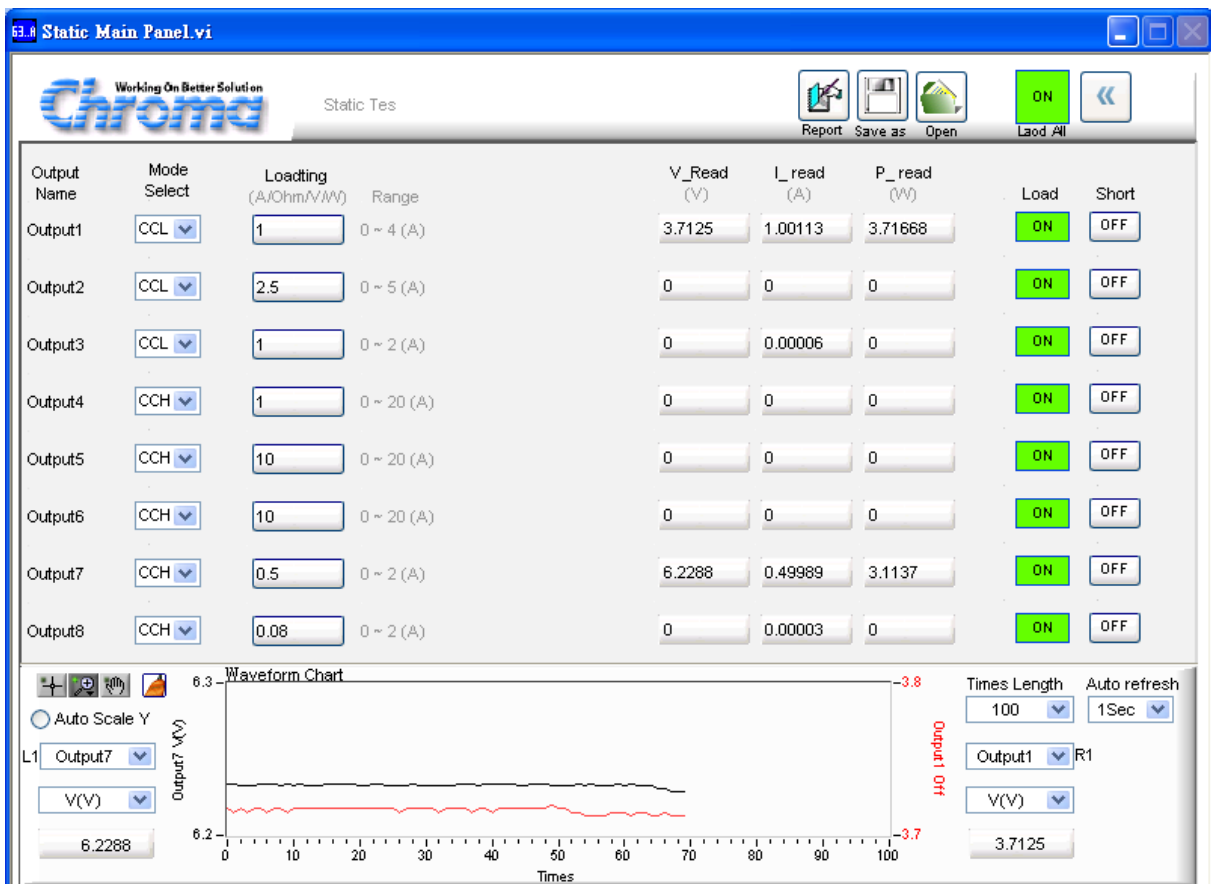 63..A Static Main Panel.vi
Working On Better Solution
Chroma
Static Tes
Report Save as Open
ON
Laod All
Output Name
Mode Select
Loadting (A/Ohm/V/W)
Range
V_Read (V)
I_ read (A)
P_ read (W)
Load
Short
Output1 CCL 1 0 ~ 4 (A) 3.7125 1.00113 3.71668 ON OFF
Output2 CCL 2.5 0 ~ 5 (A) 0 0 0 ON OFF
Output3 CCL 1 0 ~ 2 (A) 0 0.00006 0 ON OFF
Output4 CCH 1 0 ~ 20 (A) 0 0 0 ON OFF
Output5 CCH 10 0 ~ 20 (A) 0 0 0 ON OFF
Output6 CCH 10 0 ~ 20 (A) 0 0 0 ON OFF
Output7 CCH 0.5 0 ~ 2 (A) 6.2288 0.49989 3.1137 ON OFF
Output8 CCH 0.08 0 ~ 2 (A) 0 0.00003 0 ON OFF
Auto Scale Y
L1 Output7
V(V)
6.2288
Waveform Chart
Output7 V(V)
6.3
6.2
0 10 20 30 40 50 60 70 80 90 100
Times
3.8
3.7
Output1 Off
Times Length
100
Auto refresh
1Sec
Output1 R1
V(V)
3.7125